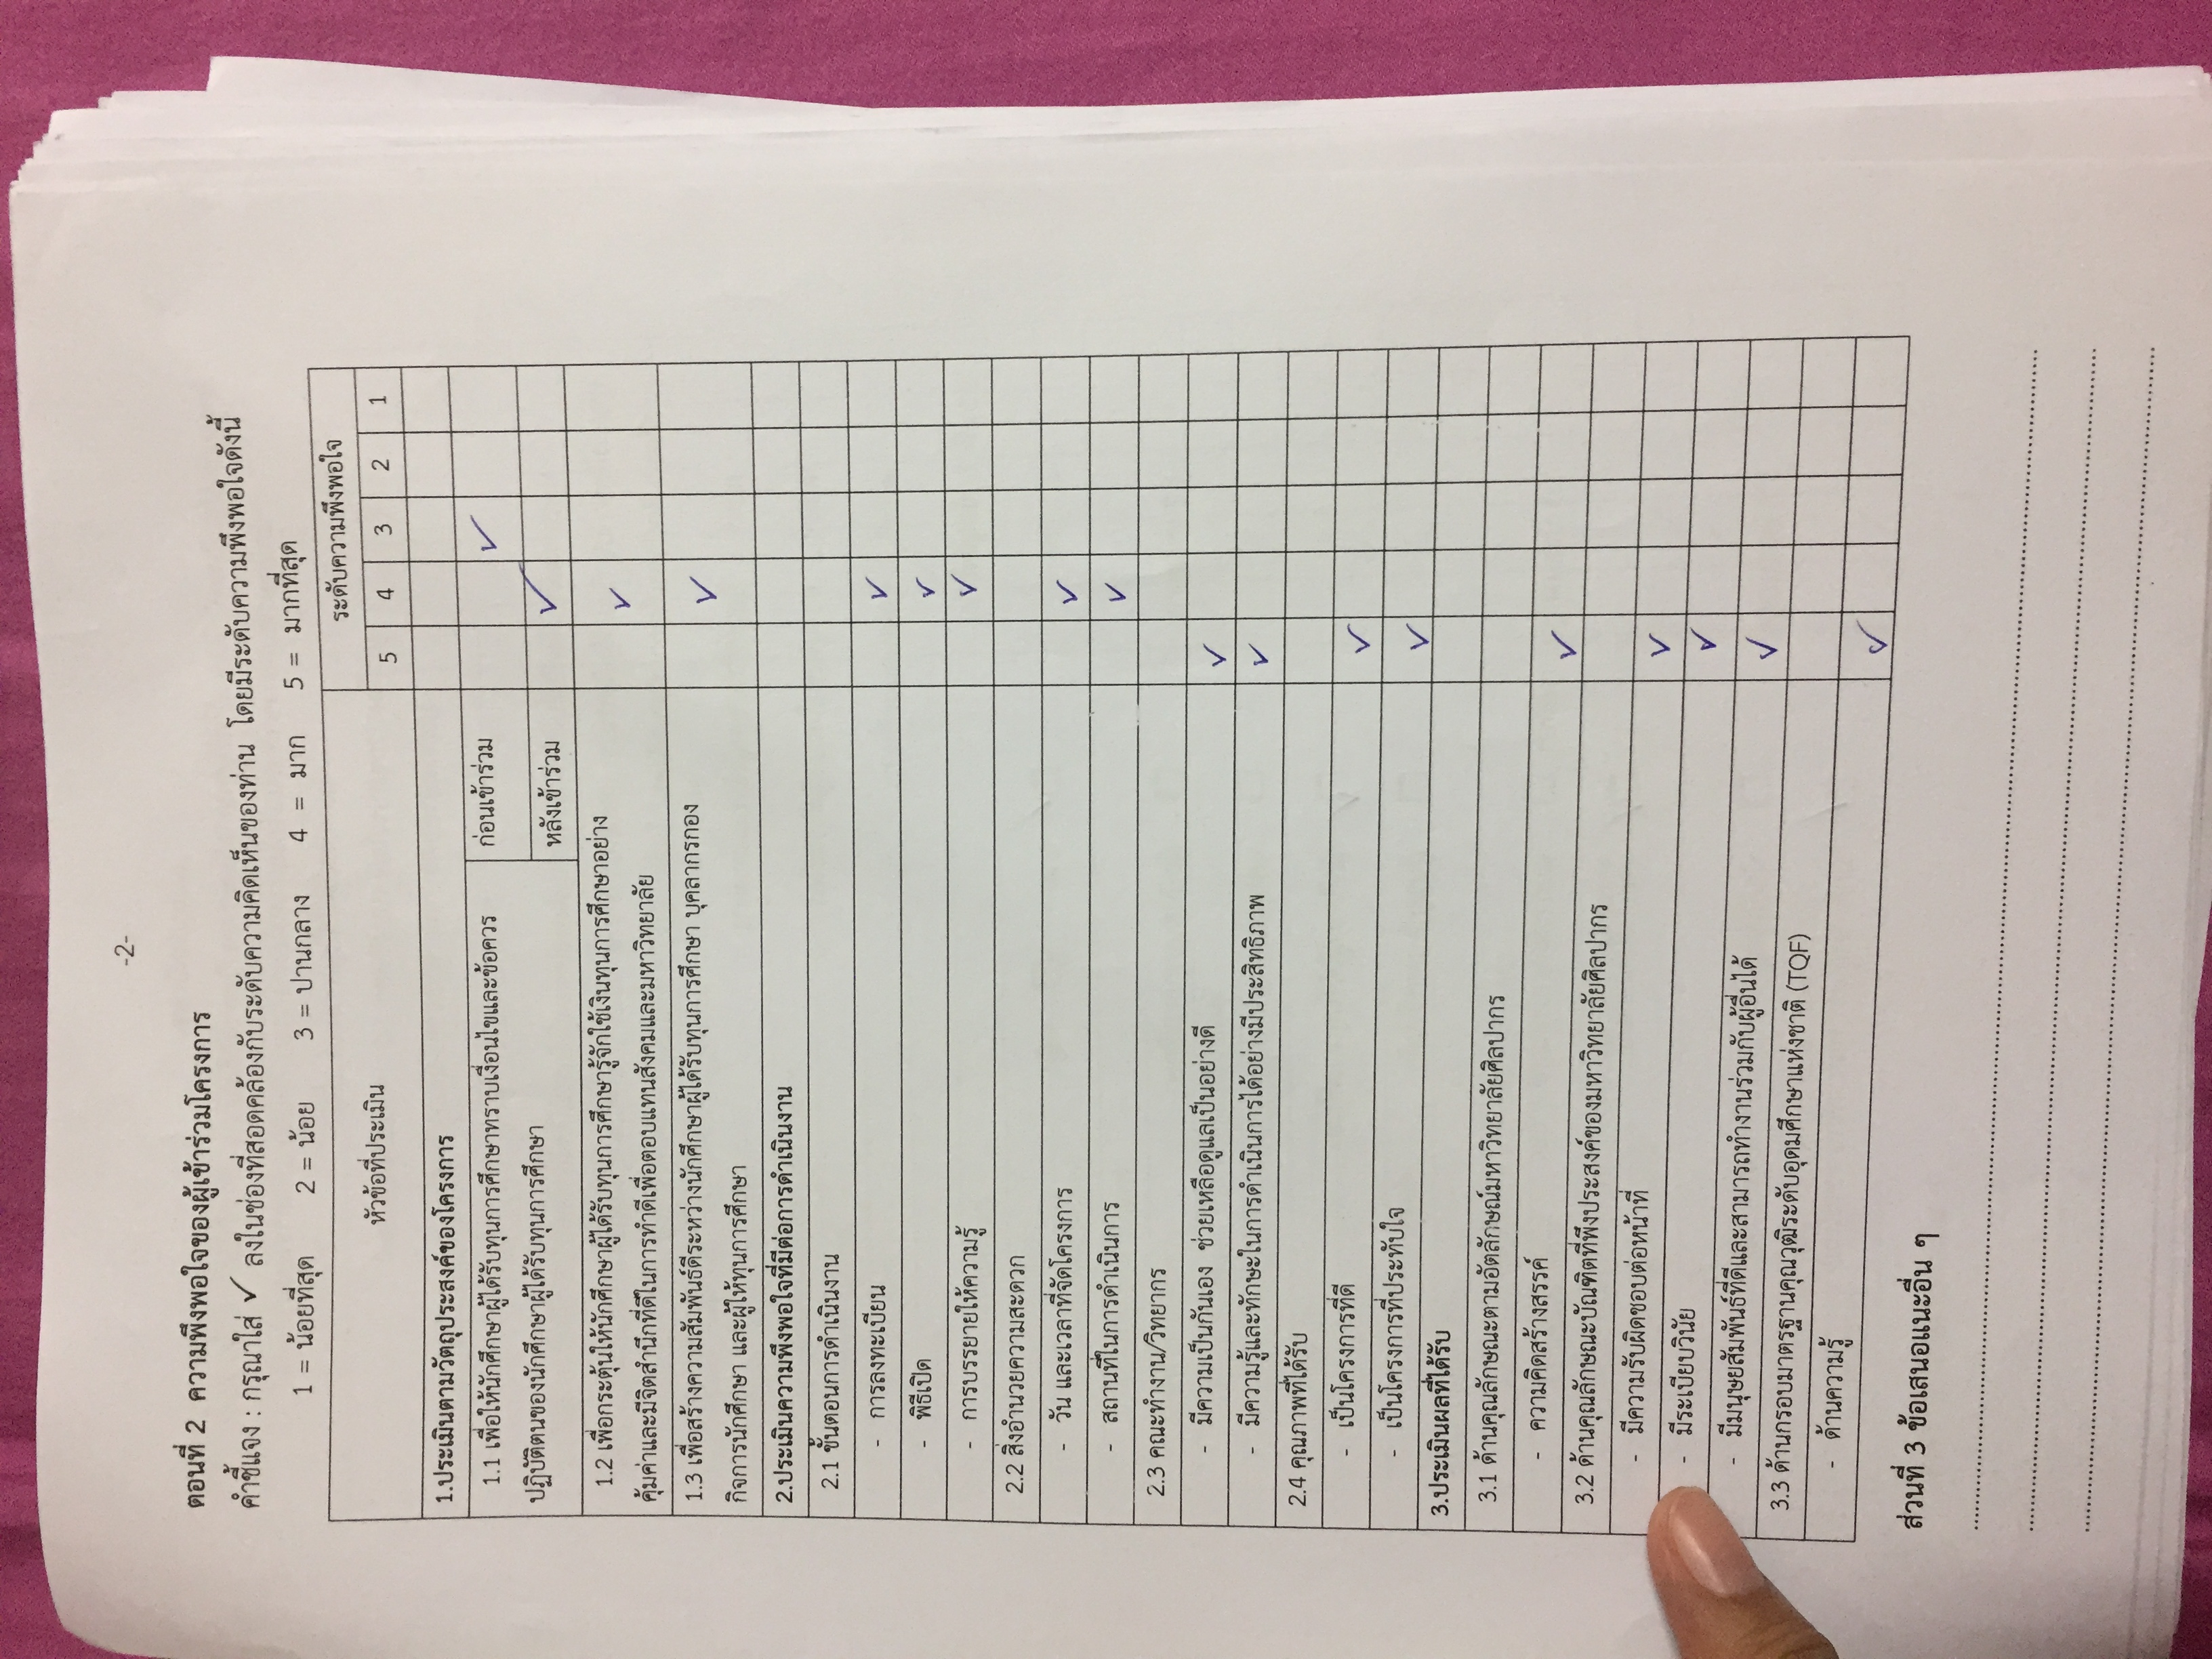 -2-
ตอนที่ 2 ความพึงพอใจของผู้เข้าร่วมโครงการ
คำชี้แจง : กรุณาใส่ ✓ ลงในช่องที่สอดคล้องกับระดับความคิดเห็นของท่าน โดยมีระดับความพึงพอใจดังนี้
1 = น้อยที่สุด 2 = น้อย 3 = ปานกลาง 4 = มาก 5 = มากที่สุด
หัวข้อที่ประเมิน ระดับความพึงพอใจ
5 4 3 2 1
1.ประเมินตามวัตถุประสงค์ของโครงการ
1.1 เพื่อให้นักศึกษาผู้ได้รับทุนการศึกษาทราบเงื่อนไขและข้อควร ก่อนเข้าร่วม ✓
ปฏิบัติตนของนักศึกษาผู้ได้รับทุนการศึกษา หลังเข้าร่วม ✓
1.2 เพื่อกระตุ้นให้นักศึกษาผู้ได้รับทุนการศึกษารู้จักใช้เงินทุนการศึกษาอย่าง ✓
คุ้มค่าและมีจิตสำนึกที่ดีในการทำดีเพื่อตอบแทนสังคมและมหาวิทยาลัย
1.3 เพื่อสร้างความสัมพันธ์ดีระหว่างนักศึกษาผู้ได้รับทุนการศึกษา บุคลากรกอง ✓
กิจการนักศึกษา และผู้ให้ทุนการศึกษา
2.ประเมินความพึงพอใจที่มีต่อการดำเนินงาน
2.1 ขั้นตอนการดำเนินงาน
- การลงทะเบียน ✓
- พิธีเปิด ✓
- การบรรยายให้ความรู้ ✓
2.2 สิ่งอำนวยความสะดวก
- วัน และเวลาที่จัดโครงการ ✓
- สถานที่ในการดำเนินการ ✓
2.3 คณะทำงาน/วิทยากร
- มีความเป็นกันเอง ช่วยเหลือดูแลเป็นอย่างดี ✓
- มีความรู้และทักษะในการดำเนินการได้อย่างมีประสิทธิภาพ ✓
2.4 คุณภาพที่ได้รับ
- เป็นโครงการที่ดี ✓
- เป็นโครงการที่ประทับใจ ✓
3.ประเมินผลที่ได้รับ
3.1 ด้านคุณลักษณะตามอัตลักษณ์มหาวิทยาลัยศิลปากร
- ความคิดสร้างสรรค์ ✓
3.2 ด้านคุณลักษณะบัณฑิตที่พึงประสงค์ของมหาวิทยาลัยศิลปากร
- มีความรับผิดชอบต่อหน้าที่ ✓
- มีระเบียบวินัย ✓
- มีมนุษยสัมพันธ์ที่ดีและสามารถทำงานร่วมกับผู้อื่นได้ ✓
3.3 ด้านกรอบมาตรฐานคุณวุฒิระดับอุดมศึกษาแห่งชาติ (TQF)
- ด้านความรู้ ✓
ส่วนที่ 3 ข้อเสนอแนะอื่น ๆ